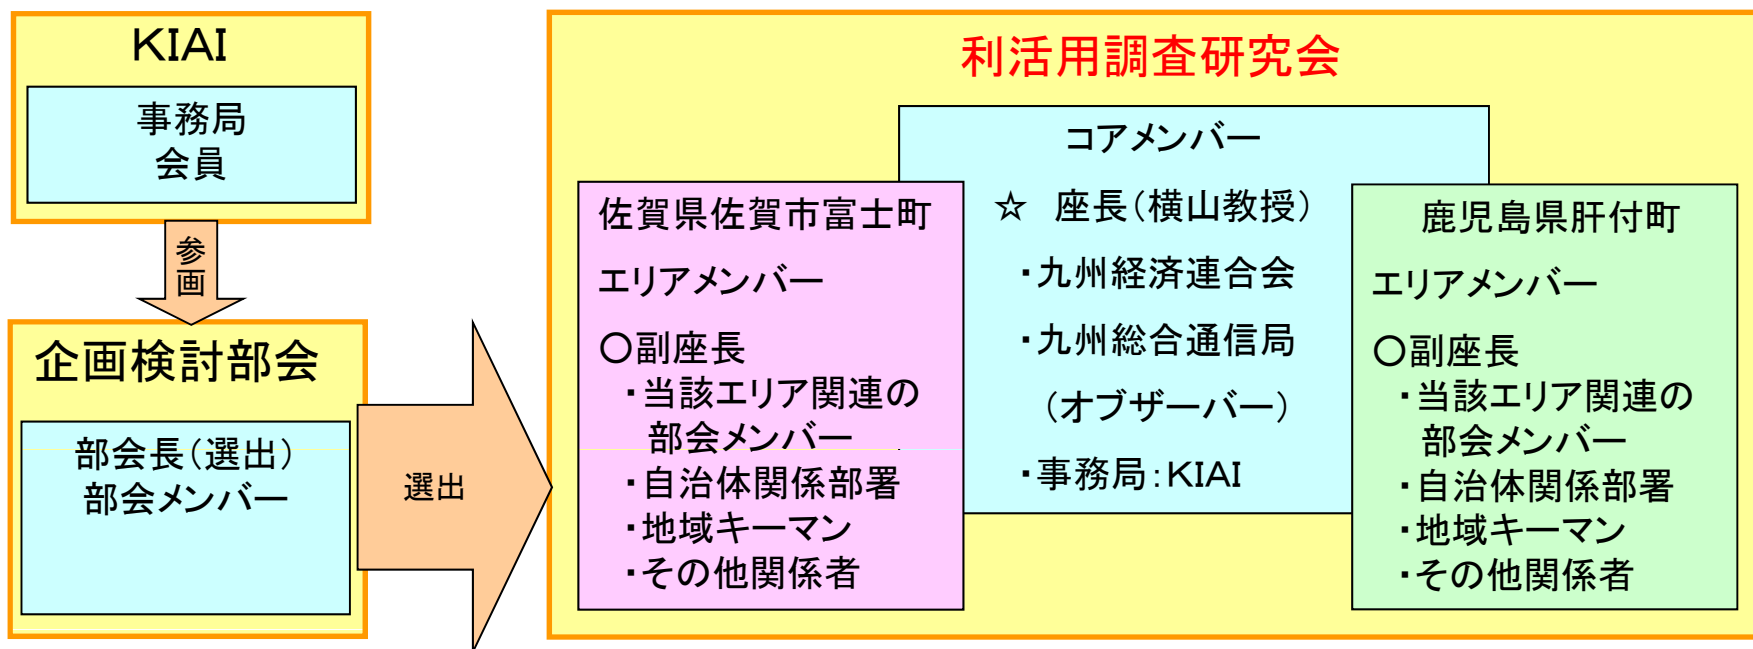 KIAI
事務局
会員
参
画
企画検討部会
部会長(選出)
部会メンバー
選出
利活用調査研究会
コアメンバー
☆ 座長(横山教授)
・九州経済連合会
・九州総合通信局
(オブザーバー)
・事務局:KIAI
佐賀県佐賀市富士町
エリアメンバー
○副座長
・当該エリア関連の
部会メンバー
・自治体関係部署
・地域キーマン
・その他関係者
鹿児島県肝付町
エリアメンバー
○副座長
・当該エリア関連の
部会メンバー
・自治体関係部署
・地域キーマン
・その他関係者